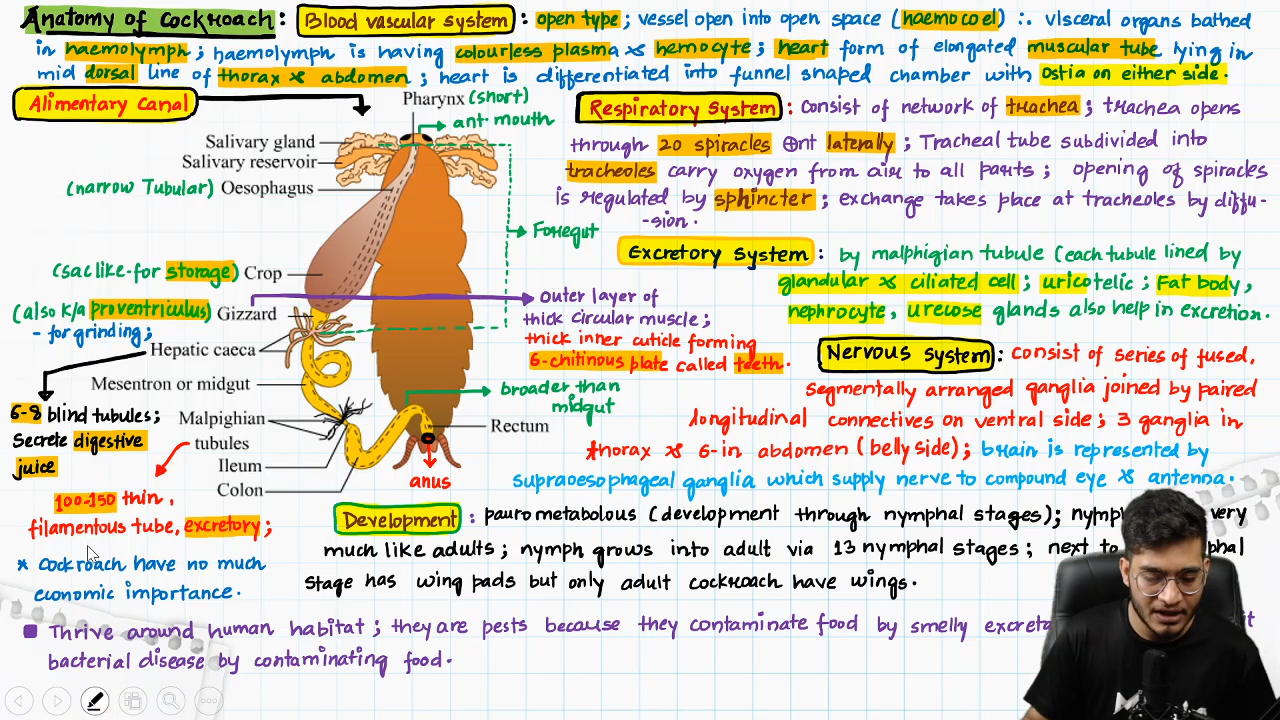 Anatomy of Cockroach : Blood vascular system : open type ; vessel open into open space (haemocoel) ∴ visceral organs bathed
in haemolymph ; haemolymph is having colourless plasma & hemocyte ; heart form of elongated muscular tube lying in
mid dorsal line of thorax & abdomen ; heart is differentiated into funnel shaped chamber with ostia on either side.
Alimentary Canal
Pharynx (short)
ant. mouth
Salivary gland
Salivary reservoir
(narrow Tubular) Oesophagus
Foregut
(sac like-for storage) Crop
(also k/a proventriculus) Gizzard
- for grinding;
Hepatic caeca
Mesentron or midgut
6-8 blind tubules;
Secrete digestive
juice
Malpighian
tubules
Ileum
Colon
Rectum
anus
broader than
midgut
100-150 thin,
filamentous tube, excretory ;
outer layer of
thick circular muscle ;
thick inner cuticle forming
6-chitinous plate called teeth.
Respiratory System : consist of network of trachea ; trachea opens
through 20 spiracles laterally ; Tracheal tube subdivided into
tracheoles carry oxygen from air to all parts ; opening of spiracles
is regulated by sphincter ; exchange takes place at tracheoles by diffu-
-sion.
Excretory System : by malphigian tubule (each tubule lined by
glandular & ciliated cell ; uricotelic ; Fat body,
nephrocyte, urecose glands also help in excretion.
Nervous System : consist of series of fused,
segmentally arranged ganglia joined by paired
longitudinal connectives on ventral side ; 3 ganglia in
thorax & 6-in abdomen (belly side) ; brain is represented by
supraoesophageal ganglia which supply nerve to compound eye & antenna.
Development : paurometabolous (development through nymphal stages) ; very
much like adults ; nymph grows into adult via 13 nymphal stages ; next to
stage has wing pads but only adult cockroach have wings.
* cockroach have no much
economic importance.
■ Thrive around human habitat ; they are pests because they contaminate food by smelly
bacterial disease by contaminating food.